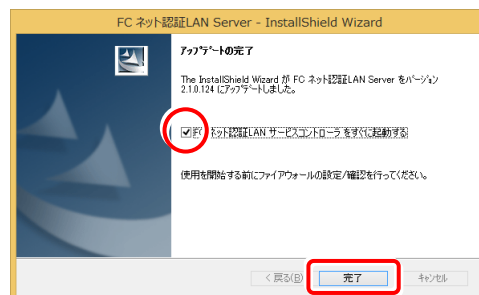 FC ネット認証LAN Server - InstallShield Wizard
ｱｯﾌﾟﾃﾞｰﾄの完了
The InstallShield Wizard が FC ネット認証LAN Server をﾊﾞｰｼﾞｮﾝ
2.1.0.124 にｱｯﾌﾟﾃﾞｰﾄしました。
FC ネット認証LAN サービスコントローラ をすぐに起動する
(使用を開始する前にファイアウォールの設定/確認を行ってください。
< 戻る(B)
完了
キャンセル